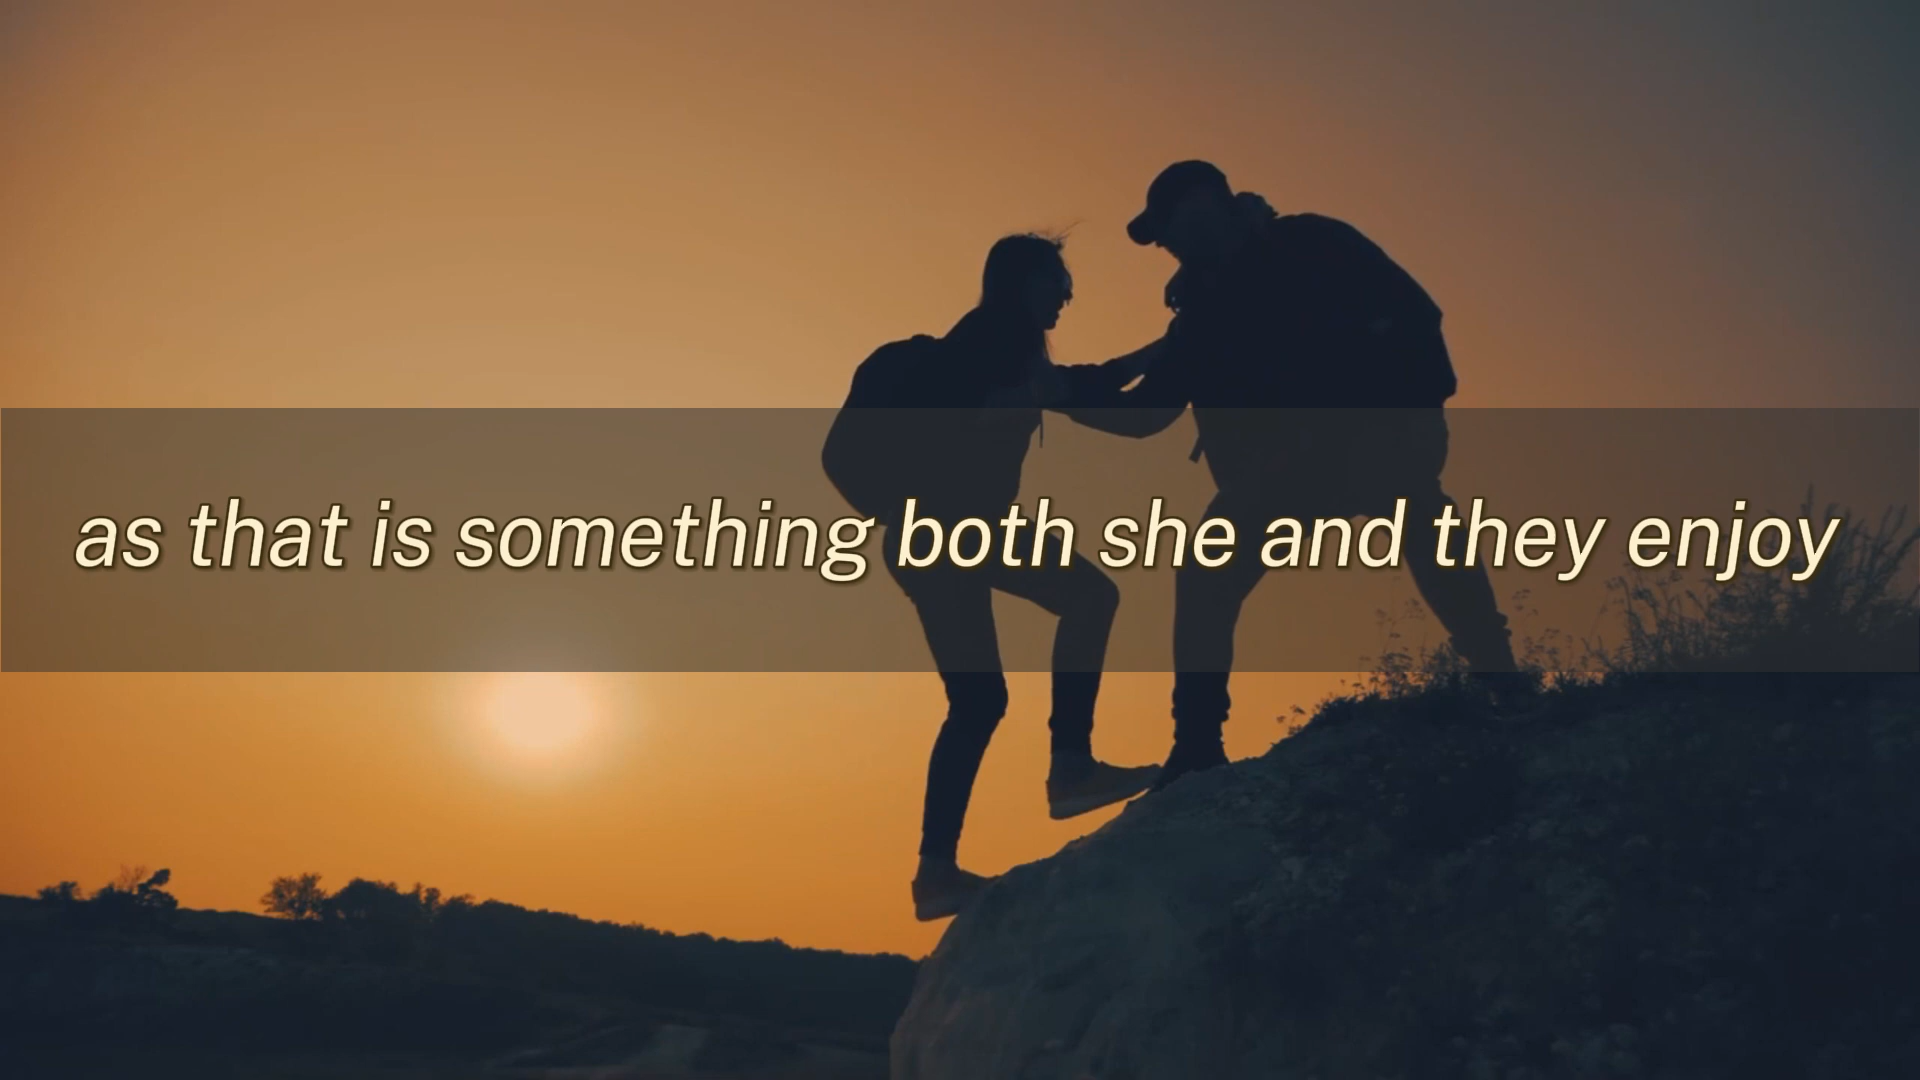 as that is something both she and they enjoy